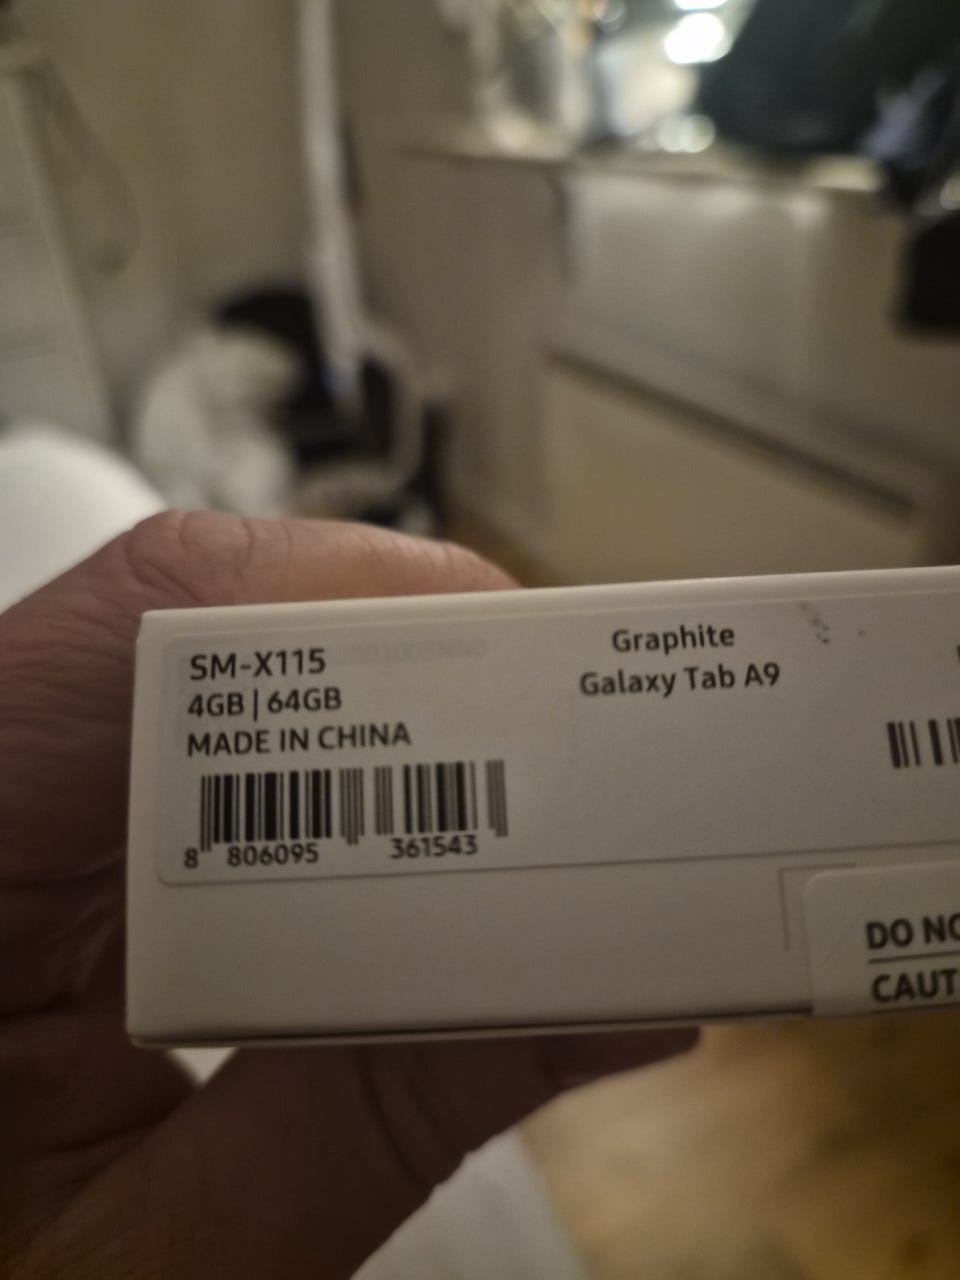 SM-X115
4GB | 64GB
MADE IN CHINA
8 806095 361543
Graphite
Galaxy Tab A9
DO NO
CAUT